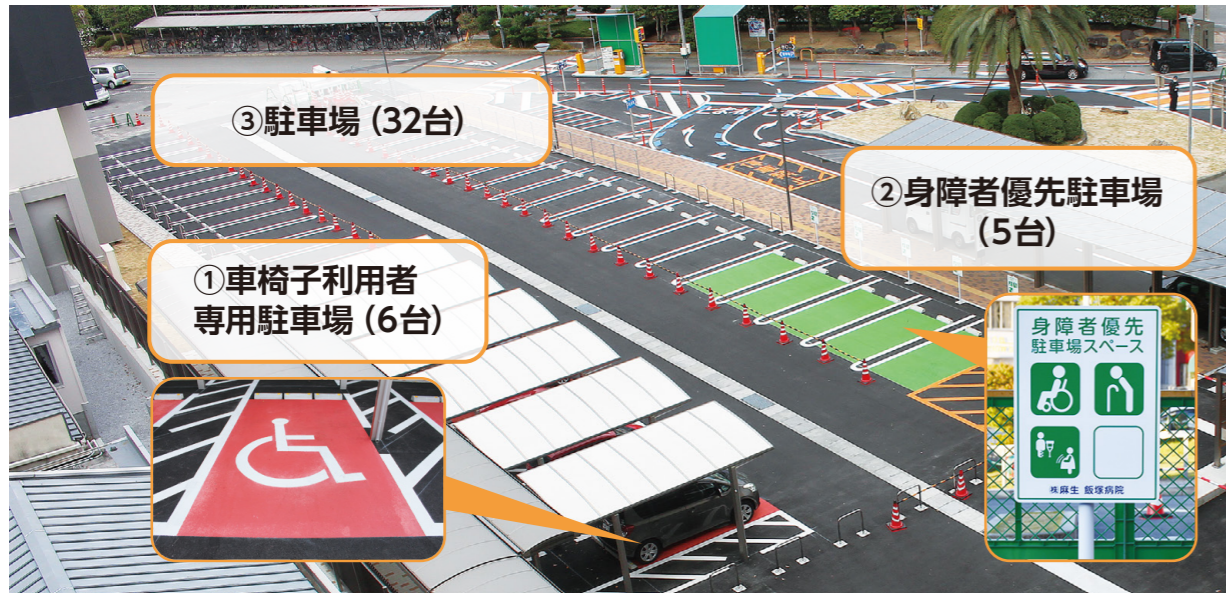 ③駐車場（32台）
②身障者優先駐車場
（5台）
①車椅子利用者
専用駐車場（6台）
身障者優先
駐車場スペース
㈱麻生 飯塚病院